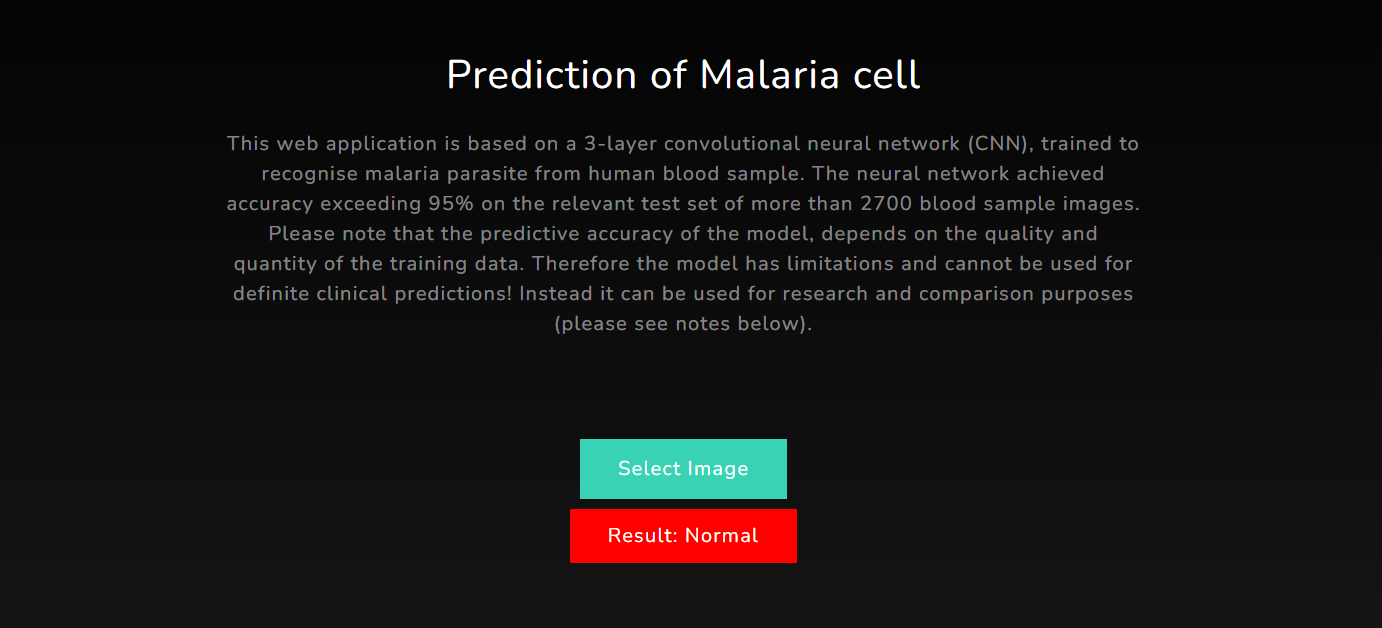 Prediction of Malaria cell
This web application is based on a 3-layer convolutional neural network (CNN), trained to
recognise malaria parasite from human blood sample. The neural network achieved
accuracy exceeding 95% on the relevant test set of more than 2700 blood sample images.
Please note that the predictive accuracy of the model, depends on the quality and
quantity of the training data. Therefore the model has limitations and cannot be used for
definite clinical predictions! Instead it can be used for research and comparison purposes
(please see notes below).
Select Image
Result: Normal